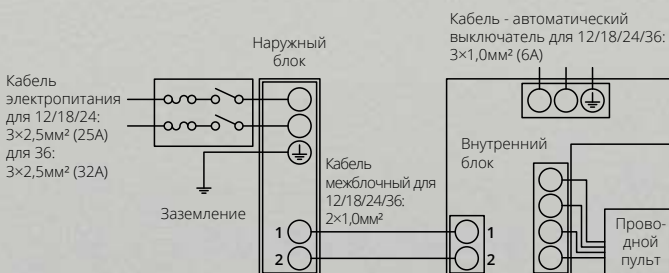 Кабель - автоматический
выключатель для 12/18/24/36:
3×1,0мм² (6А)
Наружный
блок
Кабель
электропитания
для 12/18/24:
3×2,5мм² (25А)
для 36:
3×2,5мм² (32А)
Внутренний
блок
Кабель
межблочный для
12/18/24/36:
2×1,0мм²
Заземление
1
2
1
2
Прово-
дной
пульт